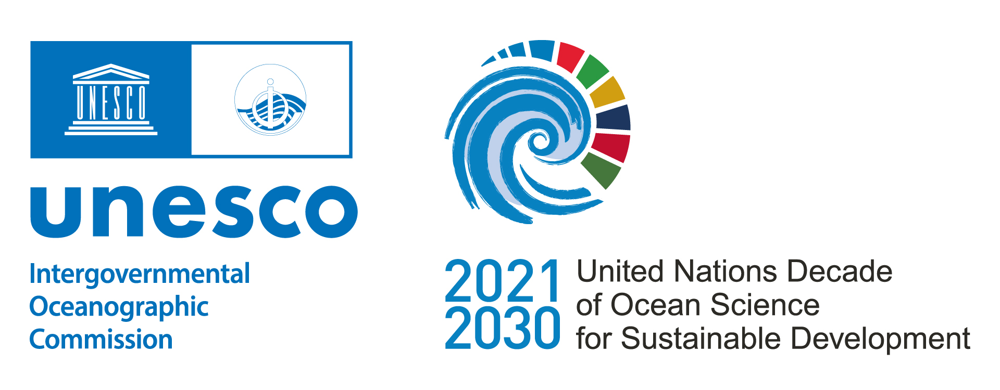 UNESCO
unesco
Intergovernmental
Oceanographic
Commission
2021
2030
United Nations Decade
of Ocean Science
for Sustainable Development